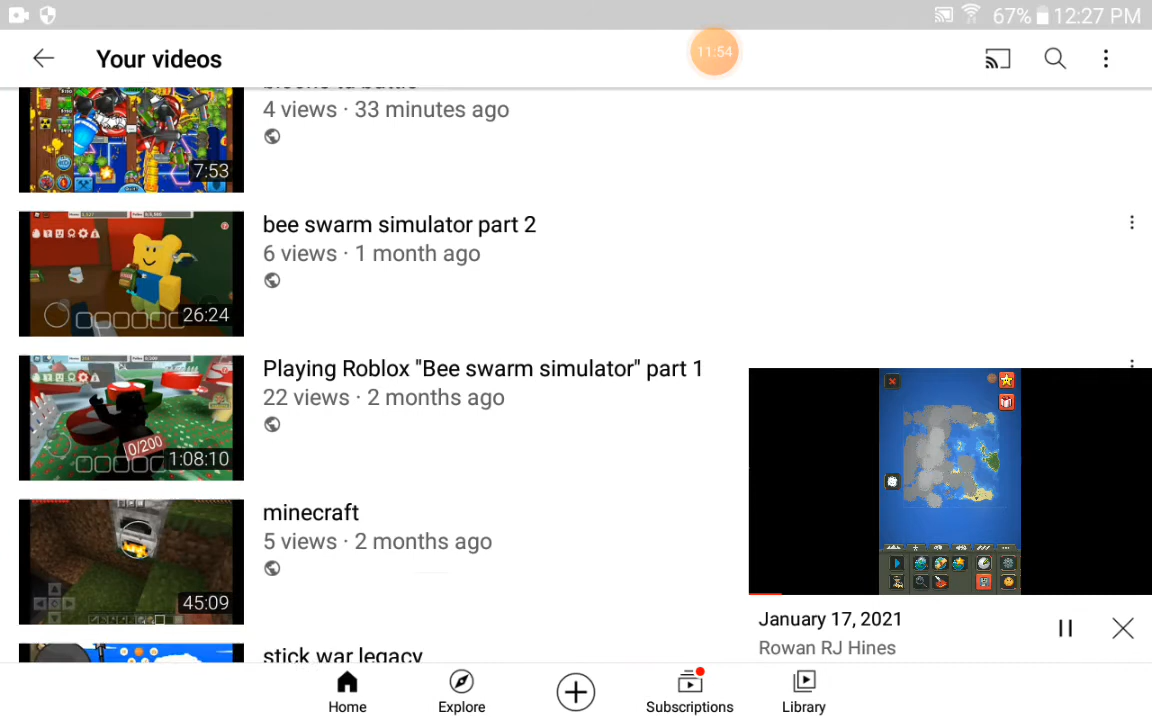 67% 12:27 PM
11:54
Your videos
4 views · 33 minutes ago
7:53
bee swarm simulator part 2
6 views · 1 month ago
26:24
Playing Roblox "Bee swarm simulator" part 1
22 views · 2 months ago
0/200
1:08:10
minecraft
5 views · 2 months ago
45:09
stick war legacy
January 17, 2021
Rowan RJ Hines
Home
Explore
Subscriptions
Library